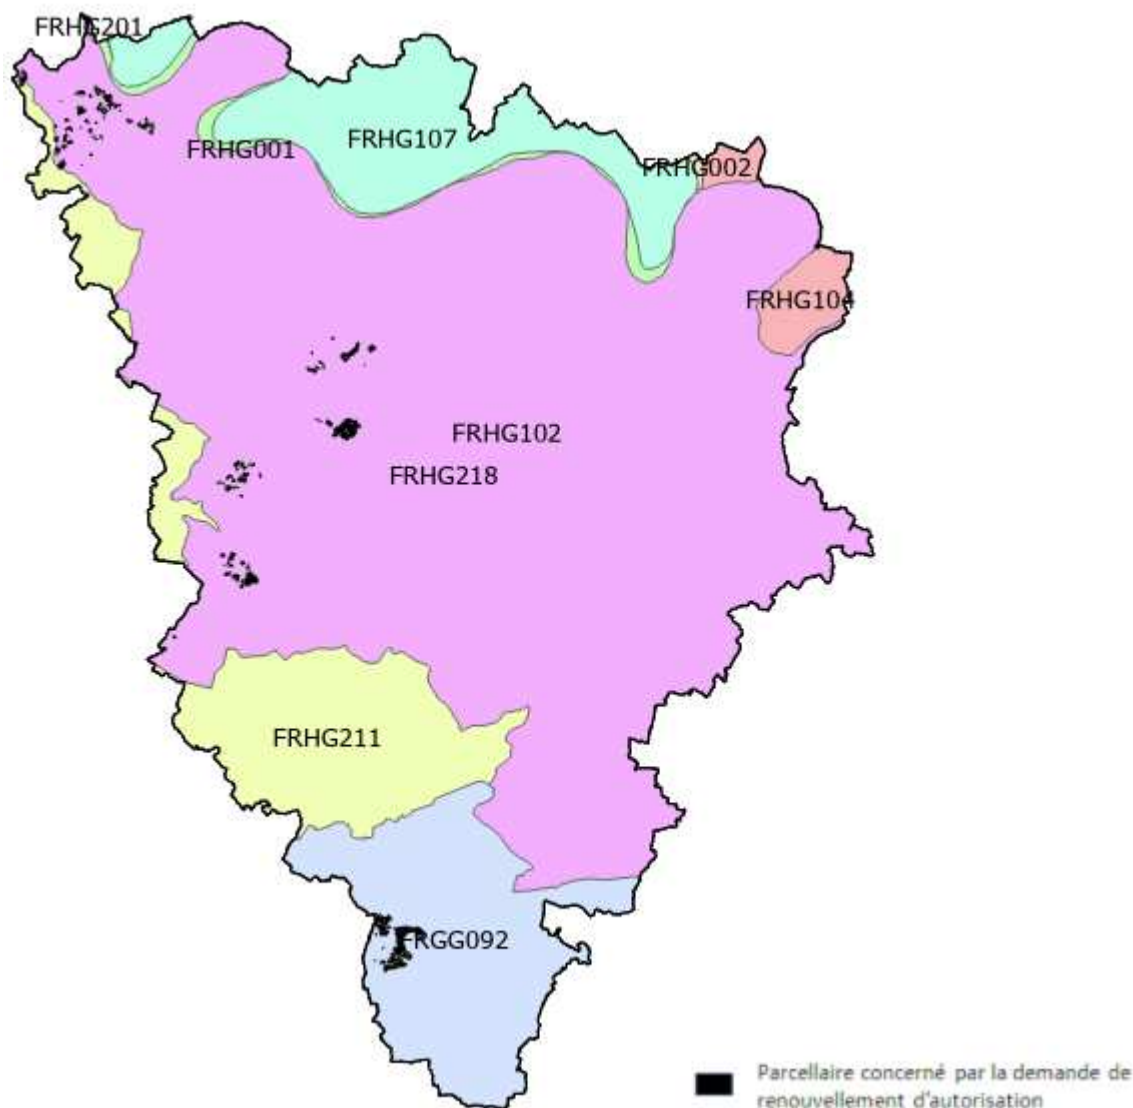 FRHG201
FRHG001
FRHG107
FRHG002
FRHG104
FRHG102
FRHG218
FRHG211
FRGG092
Parcellaire concerné par la demande de
renouvellement d'autorisation